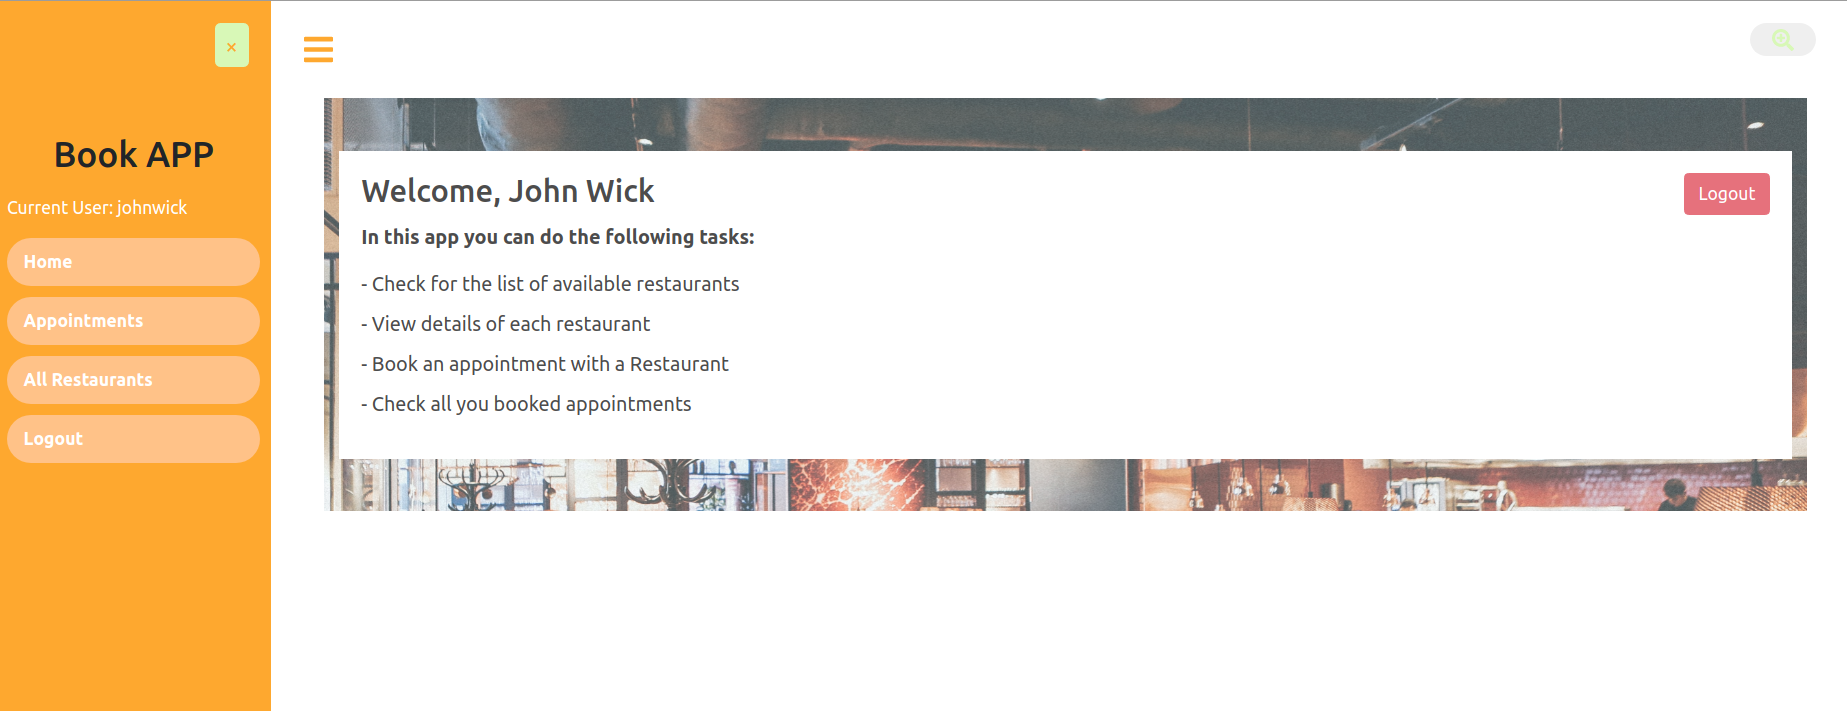 ×
Book APP
Current User: johnwick
Home
Appointments
All Restaurants
Logout
Welcome, John Wick
Logout
In this app you can do the following tasks:
- Check for the list of available restaurants
- View details of each restaurant
- Book an appointment with a Restaurant
- Check all you booked appointments